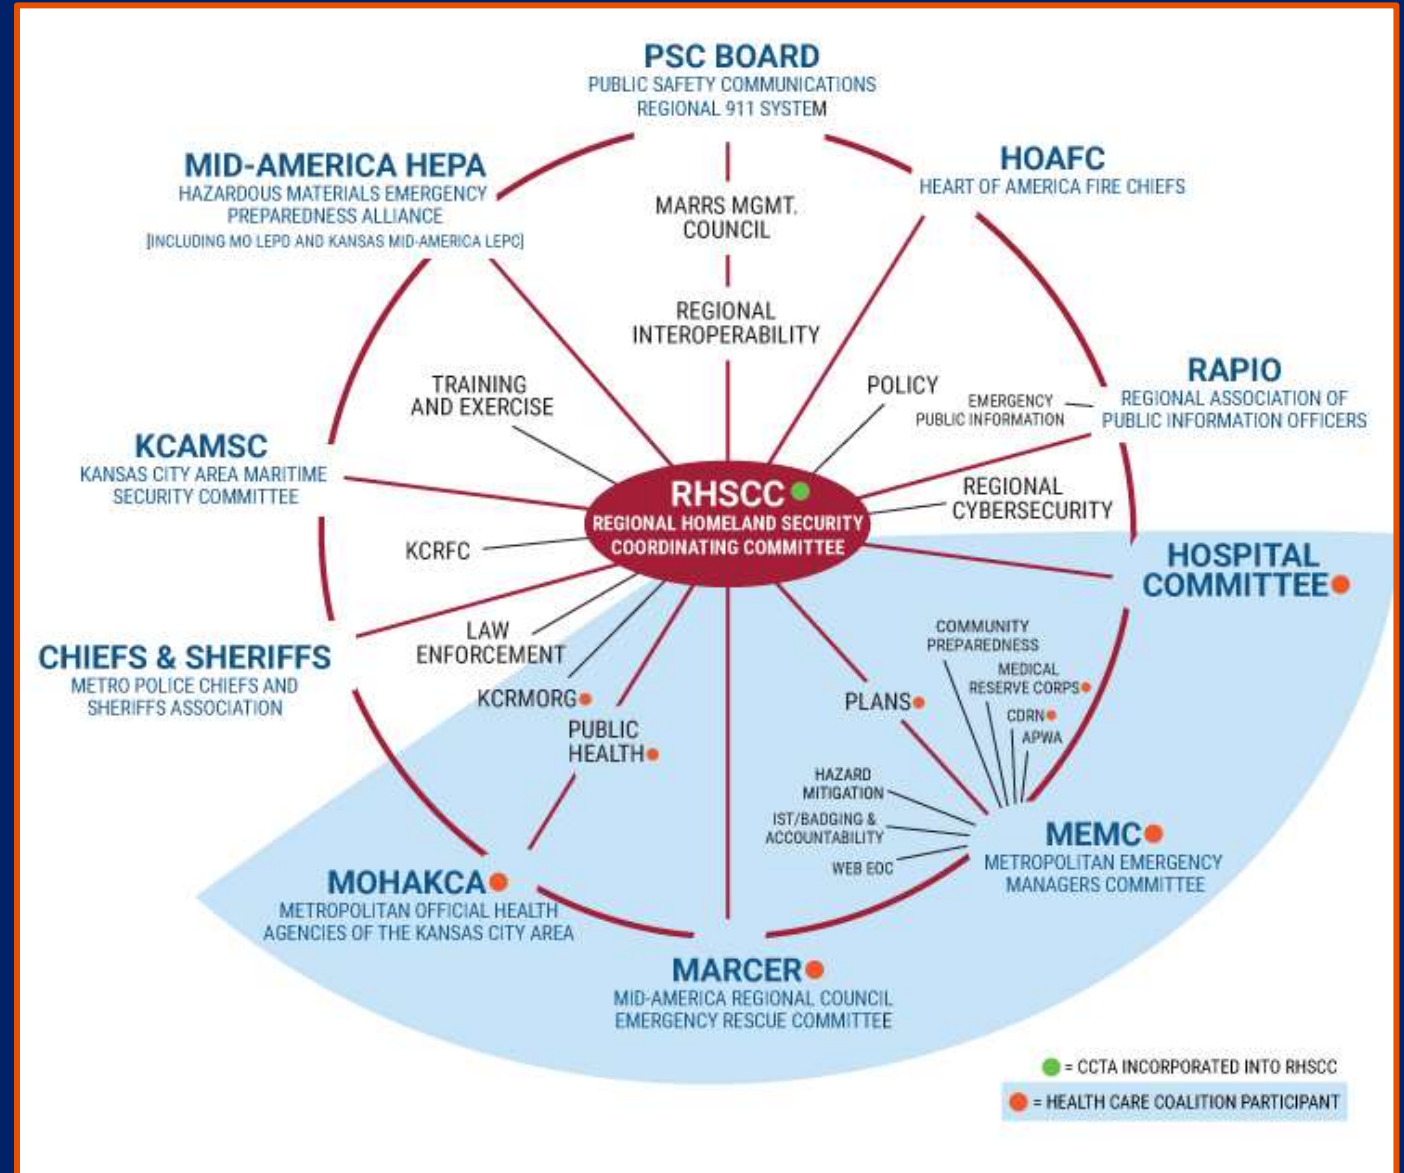 PSC BOARD
PUBLIC SAFETY COMMUNICATIONS
REGIONAL 911 SYSTEM
MID-AMERICA HEPA
HAZARDOUS MATERIALS EMERGENCY
PREPAREDNESS ALLIANCE
[INCLUDING MO LEPD AND KANSAS MID-AMERICA LEPC]
HOAFC
HEART OF AMERICA FIRE CHIEFS
MARRS MGMT.
COUNCIL
REGIONAL
INTEROPERABILITY
TRAINING
AND EXERCISE
POLICY
EMERGENCY
PUBLIC INFORMATION
RAPIO
REGIONAL ASSOCIATION OF
PUBLIC INFORMATION OFFICERS
KCAMSC
KANSAS CITY AREA MARITIME
SECURITY COMMITTEE
RHSCC
REGIONAL HOMELAND SECURITY
COORDINATING COMMITTEE
REGIONAL
CYBERSECURITY
KCRFC
HOSPITAL
COMMITTEE
CHIEFS & SHERIFFS
METRO POLICE CHIEFS AND
SHERIFFS ASSOCIATION
LAW
ENFORCEMENT
KCRMORG
PUBLIC
HEALTH
PLANS
COMMUNITY
PREPAREDNESS
MEDICAL
RESERVE CORPS
CDRN
APWA
HAZARD
MITIGATION
IST/BADGING &
ACCOUNTABILITY
WEB EOC
MEMC
METROPOLITAN EMERGENCY
MANAGERS COMMITTEE
MOHAKCA
METROPOLITAN OFFICIAL HEALTH
AGENCIES OF THE KANSAS CITY AREA
MARCER
MID-AMERICA REGIONAL COUNCIL
EMERGENCY RESCUE COMMITTEE
= CCTA INCORPORATED INTO RHSCC
= HEALTH CARE COALITION PARTICIPANT